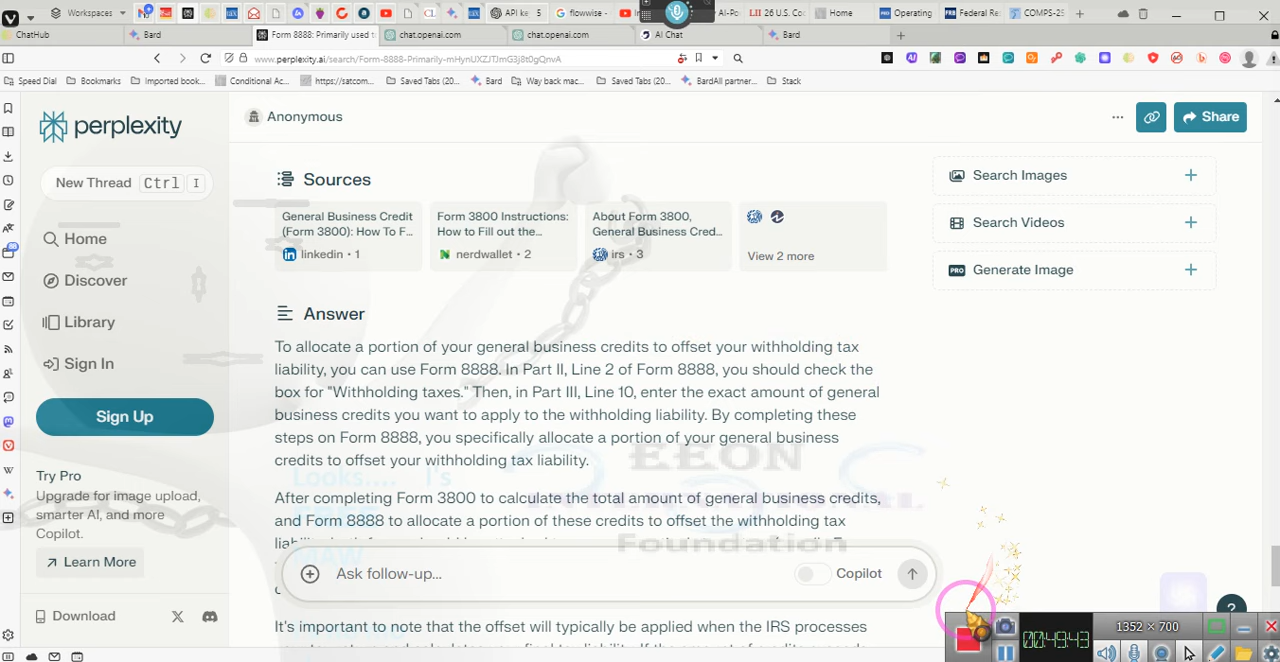 Workspaces
API ke 5
flowwise -
AI-Po
LII 26 U.S. Co
Home
PRO Operating
FRB Federal Re
COMPS-25
ChatHub
Bard
Form 8888: Primarily used t
chat.openai.com
chat.openai.com
AI Chat
Bard
www.perplexity.ai/search/Form-8888-Primarily-mHynUXZJTJmG3j8t0gQnvA
Speed Dial
Bookmarks
Imported book...
Conditional Ac...
https://satcom...
Saved Tabs (20...
Bard
Way back mac...
Saved Tabs (20...
BardAll partner...
Stack
perplexity
Anonymous
Share
New Thread Ctrl I
Home
Discover
Library
Sign In
Sign Up
Try Pro
Upgrade for image upload,
smarter AI, and more
Copilot.
Learn More
Download
Sources
General Business Credit
(Form 3800): How To F...
linkedin · 1
Form 3800 Instructions:
How to Fill out the...
nerdwallet · 2
About Form 3800,
General Business Cred...
irs · 3
View 2 more
Search Images
Search Videos
PRO Generate Image
Answer
To allocate a portion of your general business credits to offset your withholding tax
liability, you can use Form 8888. In Part II, Line 2 of Form 8888, you should check the
box for "Withholding taxes." Then, in Part III, Line 10, enter the exact amount of general
business credits you want to apply to the withholding liability. By completing these
steps on Form 8888, you specifically allocate a portion of your general business
credits to offset your withholding tax liability.
EEON
Looks.... I's
After completing Form 3800 to calculate the total amount of general business credits,
and Form 8888 to allocate a portion of these credits to offset the withholding tax
Foundation
MAW
Ask follow-up...
Copilot
It's important to note that the offset will typically be applied when the IRS processes
?
1352 × 700
00:49:43